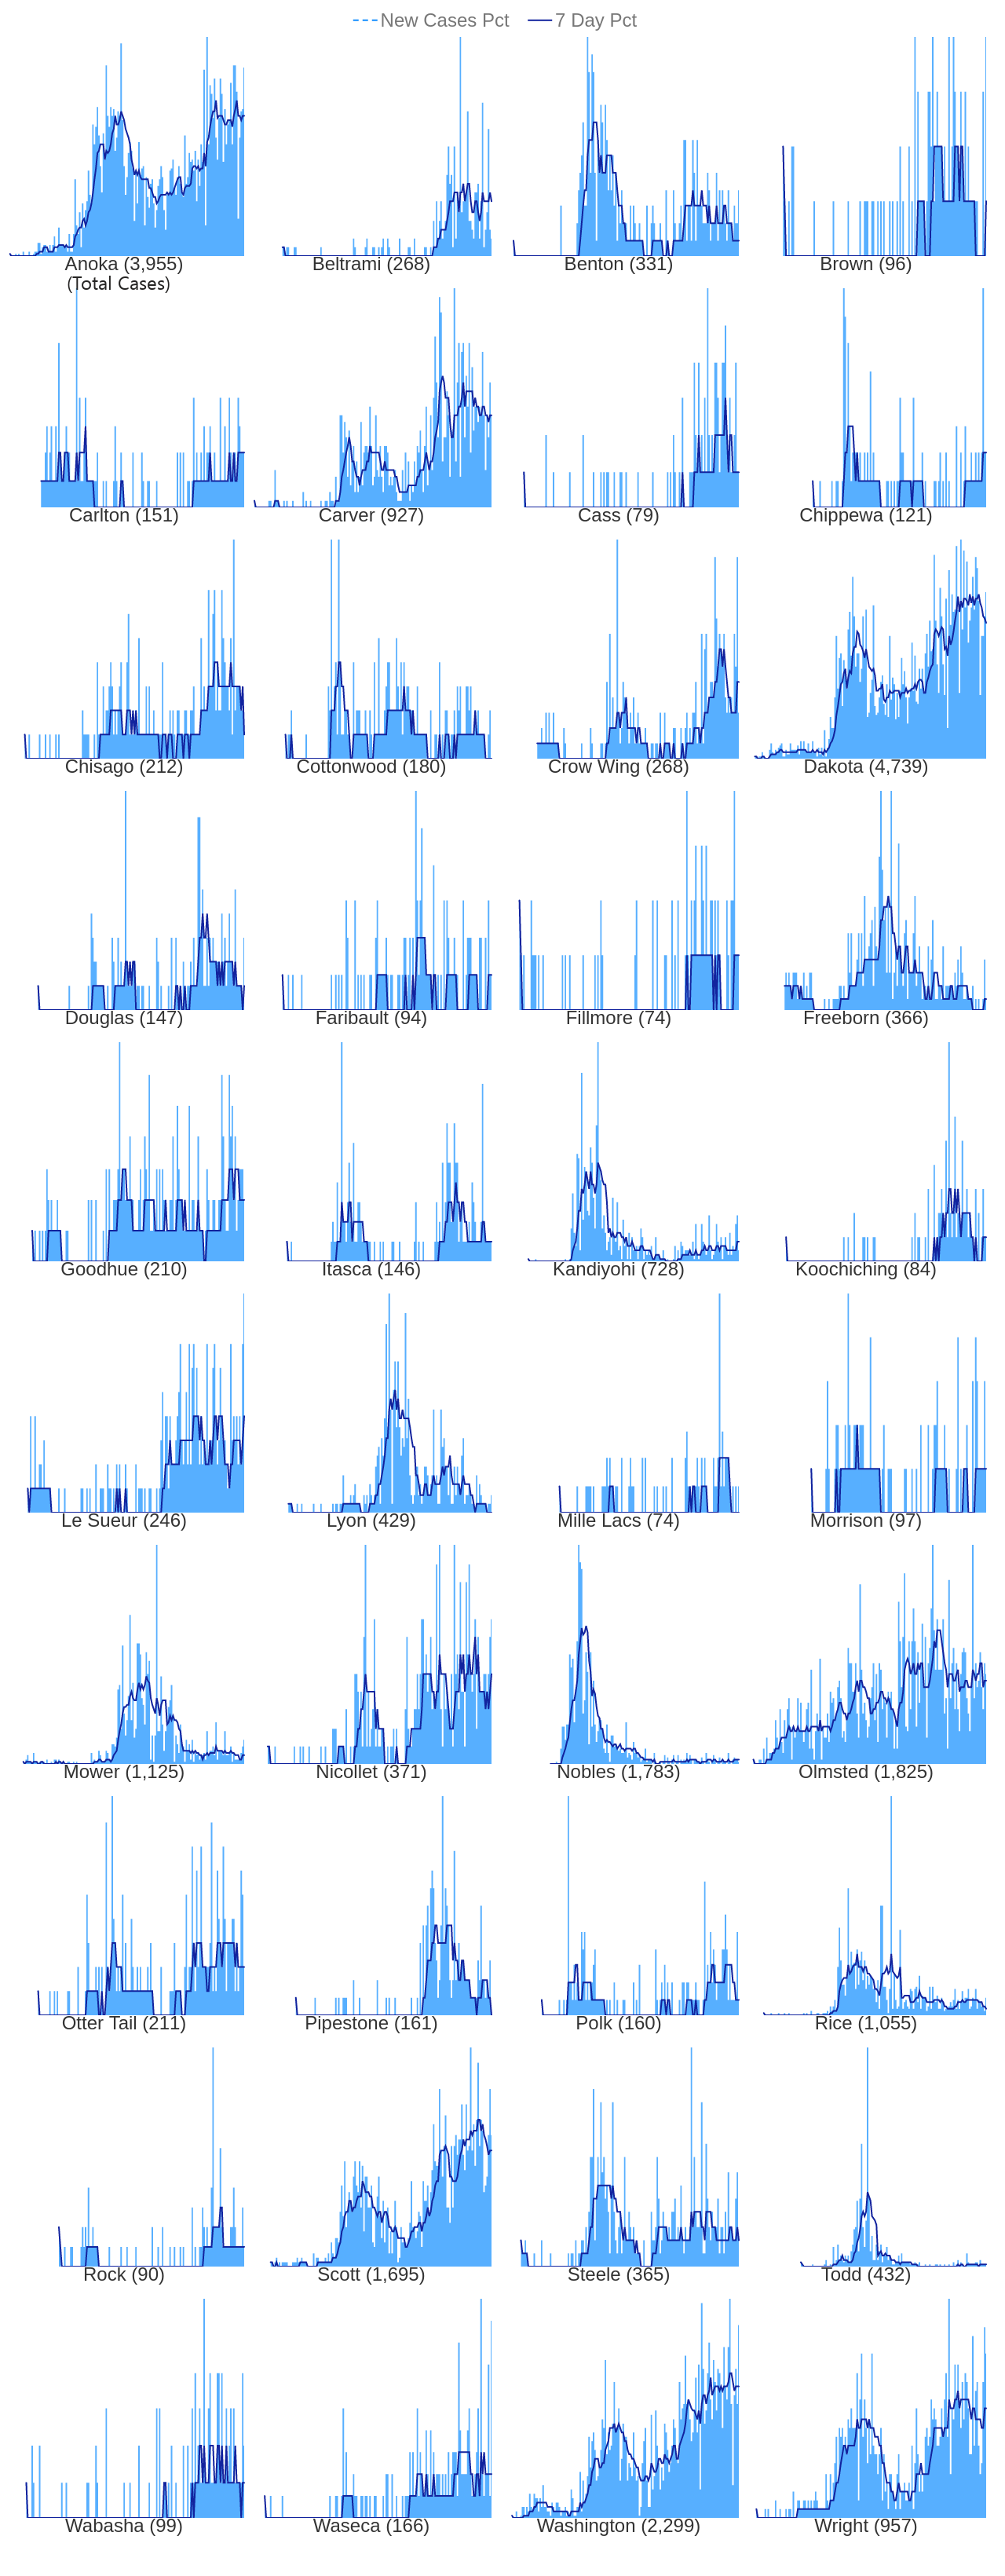 New Cases Pct 7 Day Pct
Anoka (3,955) Beltrami (268) Benton (331) Brown (96)
(Total Cases)
Carlton (151) Carver (927) Cass (79) Chippewa (121)
Chisago (212) Cottonwood (180) Crow Wing (268) Dakota (4,739)
Douglas (147) Faribault (94) Fillmore (74) Freeborn (366)
Goodhue (210) Itasca (146) Kandiyohi (728) Koochiching (84)
Le Sueur (246) Lyon (429) Mille Lacs (74) Morrison (97)
Mower (1,125) Nicollet (371) Nobles (1,783) Olmsted (1,825)
Otter Tail (211) Pipestone (161) Polk (160) Rice (1,055)
Rock (90) Scott (1,695) Steele (365) Todd (432)
Wabasha (99) Waseca (166) Washington (2,299) Wright (957)